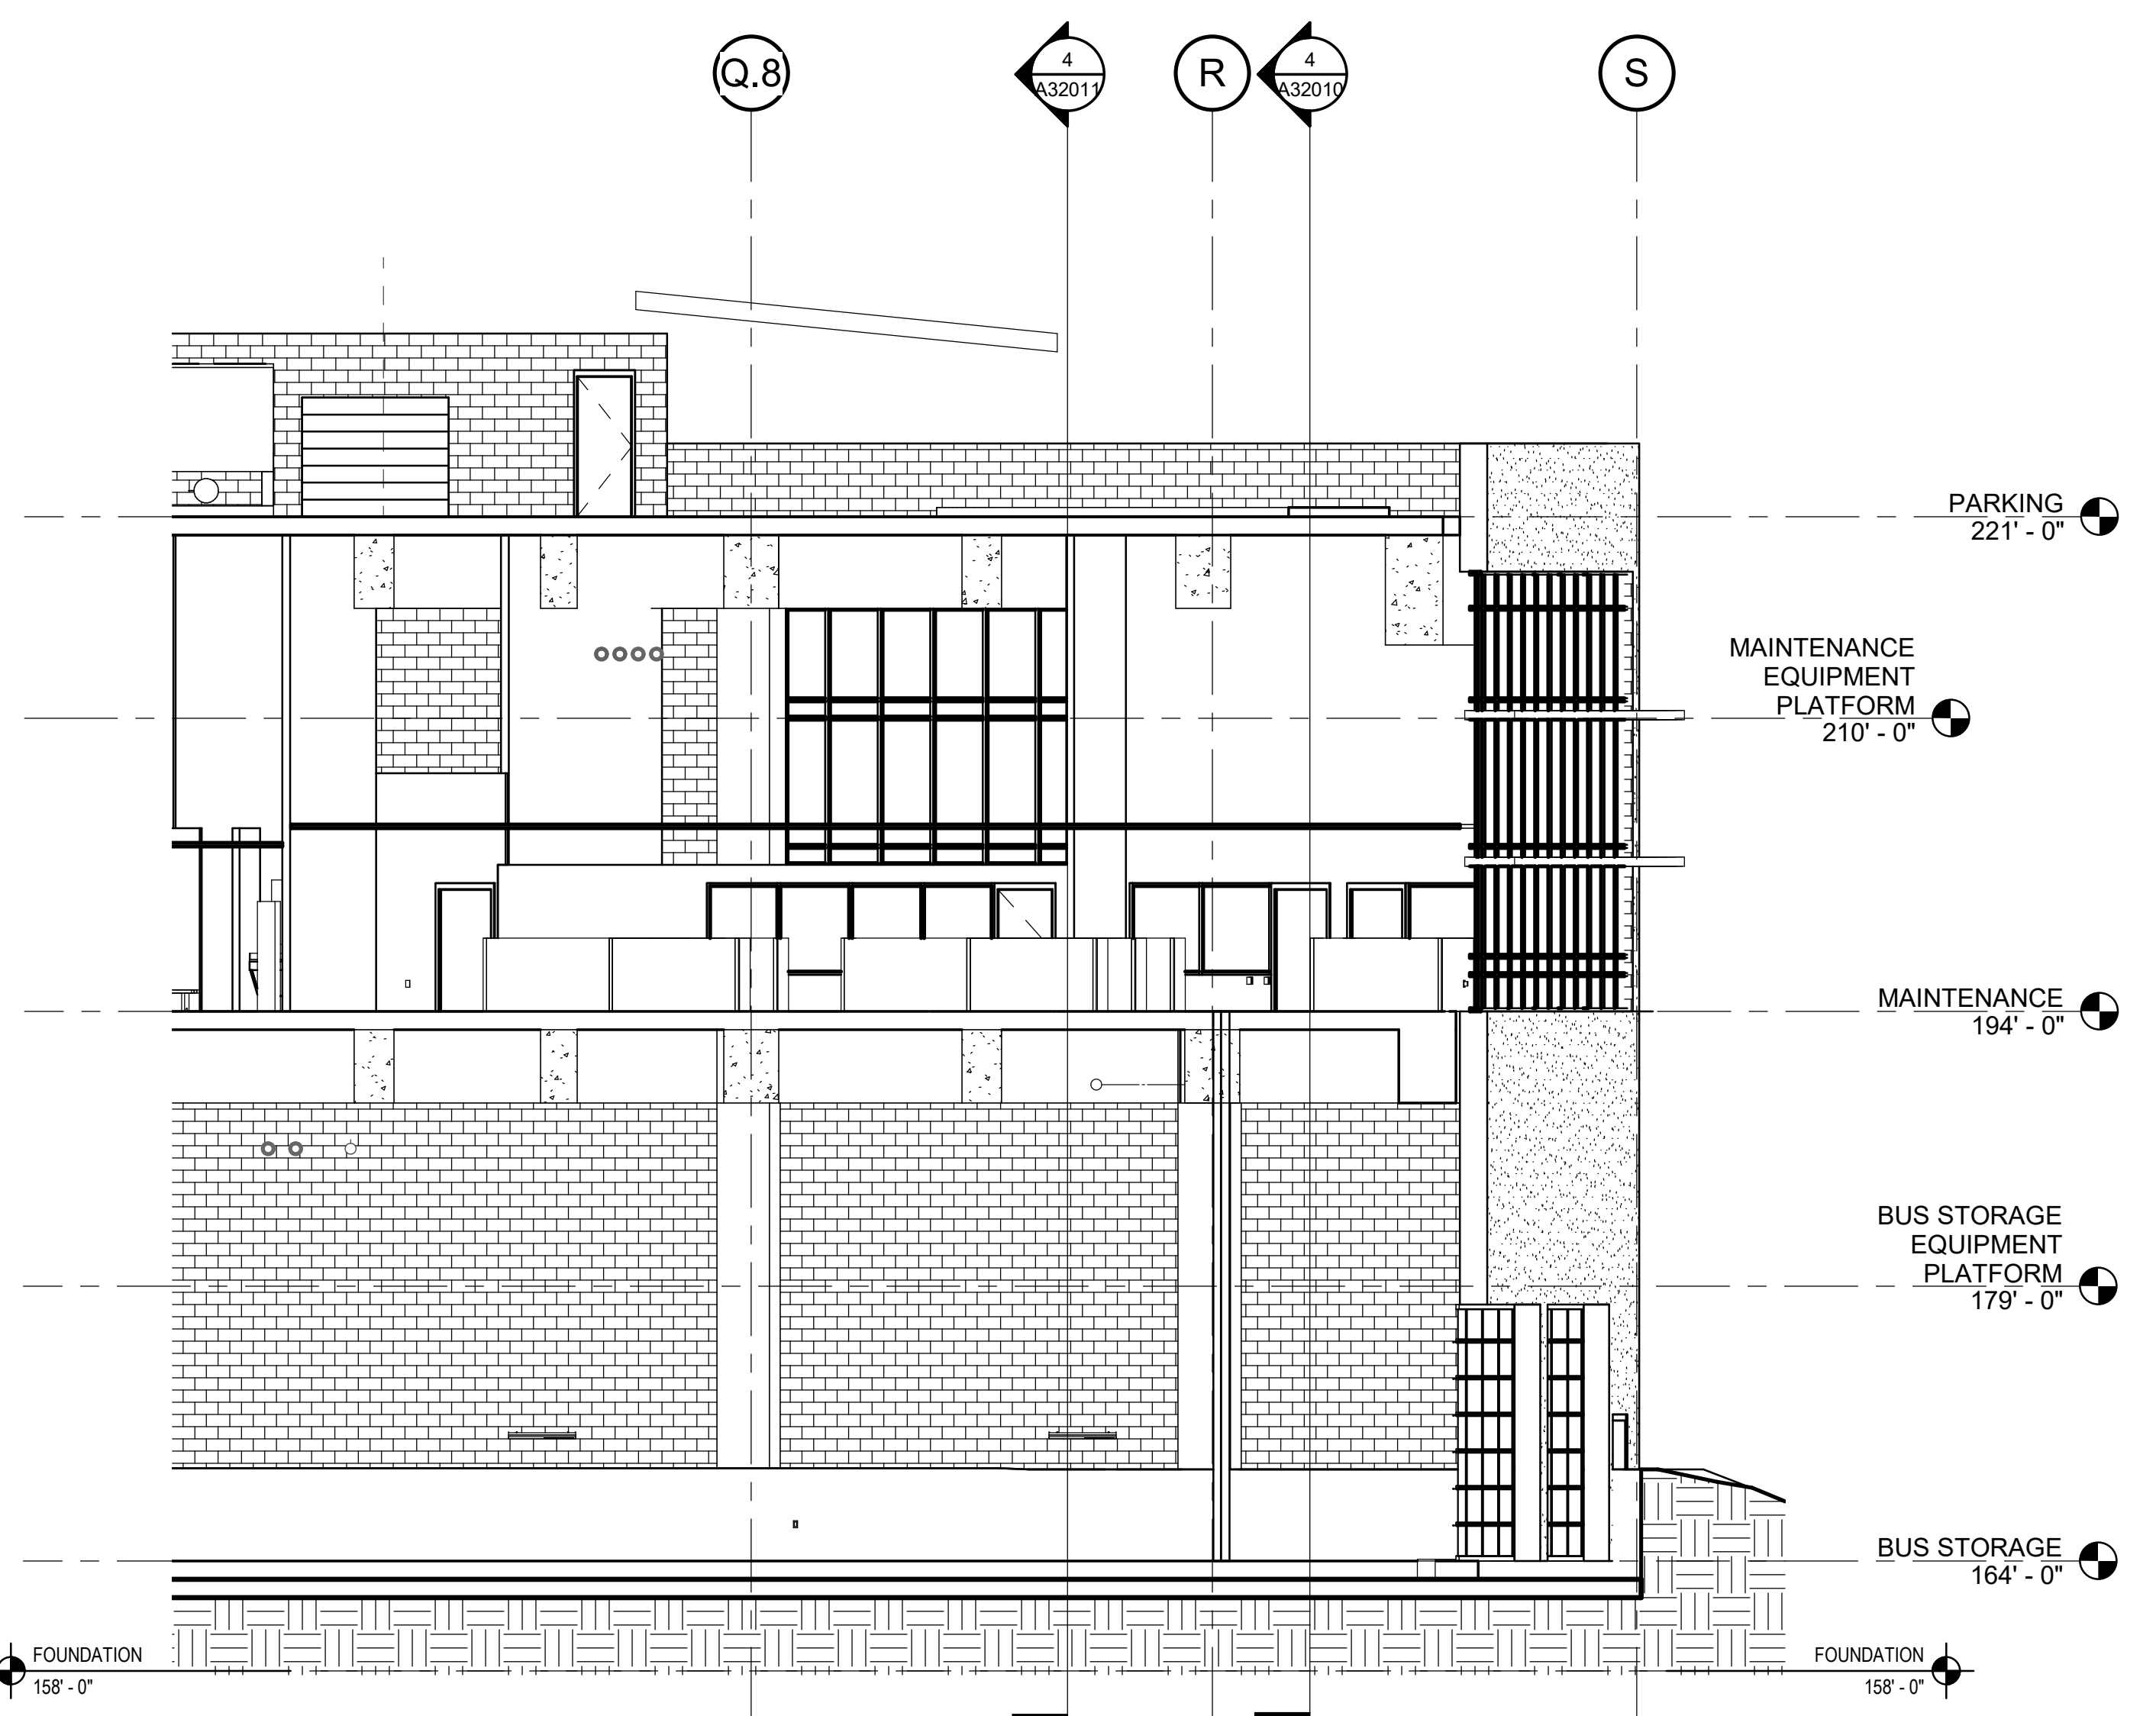 Q.8
4
A32011
R
4
A32010
S
PARKING
221' - 0"
MAINTENANCE
EQUIPMENT
PLATFORM
210' - 0"
MAINTENANCE
194' - 0"
BUS STORAGE
EQUIPMENT
PLATFORM
179' - 0"
BUS STORAGE
164' - 0"
FOUNDATION
158' - 0"
FOUNDATION
158' - 0"